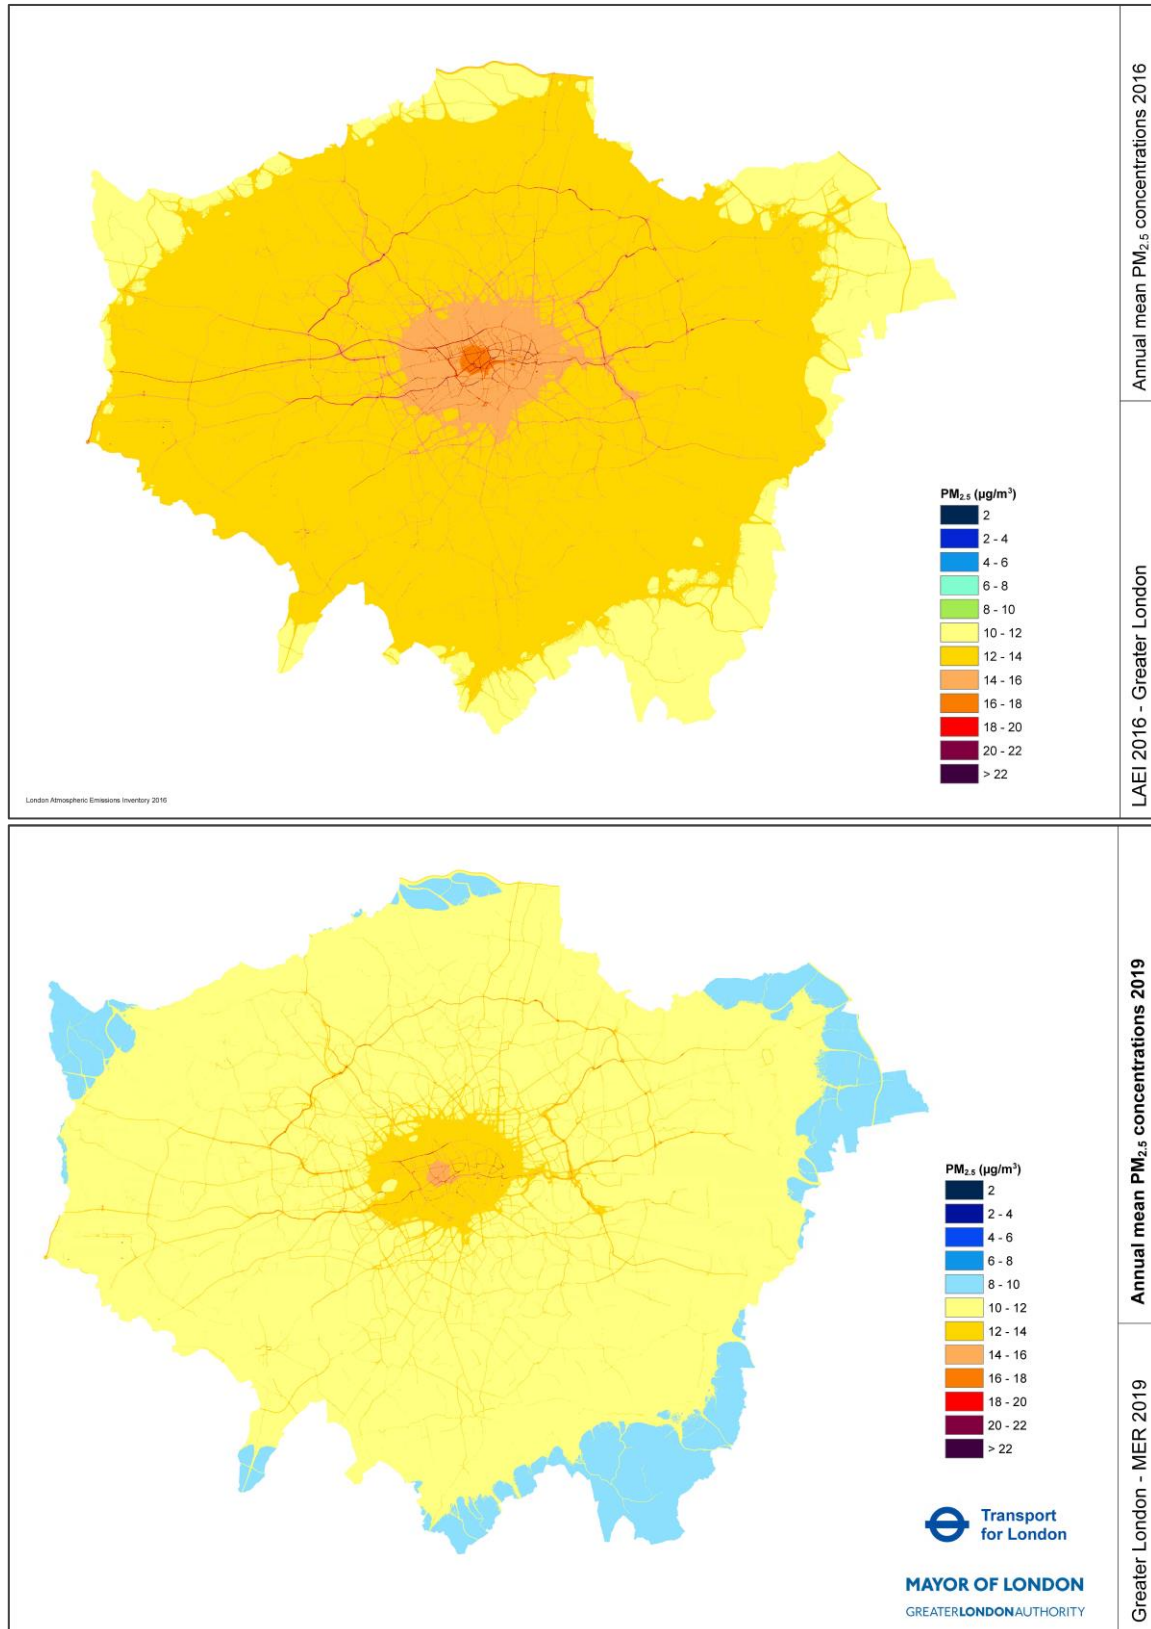 Annual mean PM2.5 concentrations 2016
LAEI 2016 - Greater London
PM2.5 (µg/m³)
2
2 - 4
4 - 6
6 - 8
8 - 10
10 - 12
12 - 14
14 - 16
16 - 18
18 - 20
20 - 22
> 22
London Atmospheric Emissions Inventory 2016
Annual mean PM2.5 concentrations 2019
Greater London - MER 2019
PM2.5 (µg/m³)
2
2 - 4
4 - 6
6 - 8
8 - 10
10 - 12
12 - 14
14 - 16
16 - 18
18 - 20
20 - 22
> 22
Transport
for London
MAYOR OF LONDON
GREATERLONDONAUTHORITY